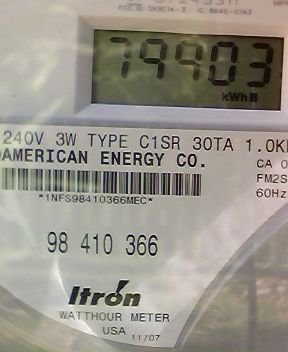 79903
kWh
240V 3W TYPE C1SR 30TA 1.0K
AMERICAN ENERGY CO.
CA 0
FM2S
60Hz
*1NFS98410366MEC*
98 410 366
Itrón
WATTHOUR METER
USA 11/07